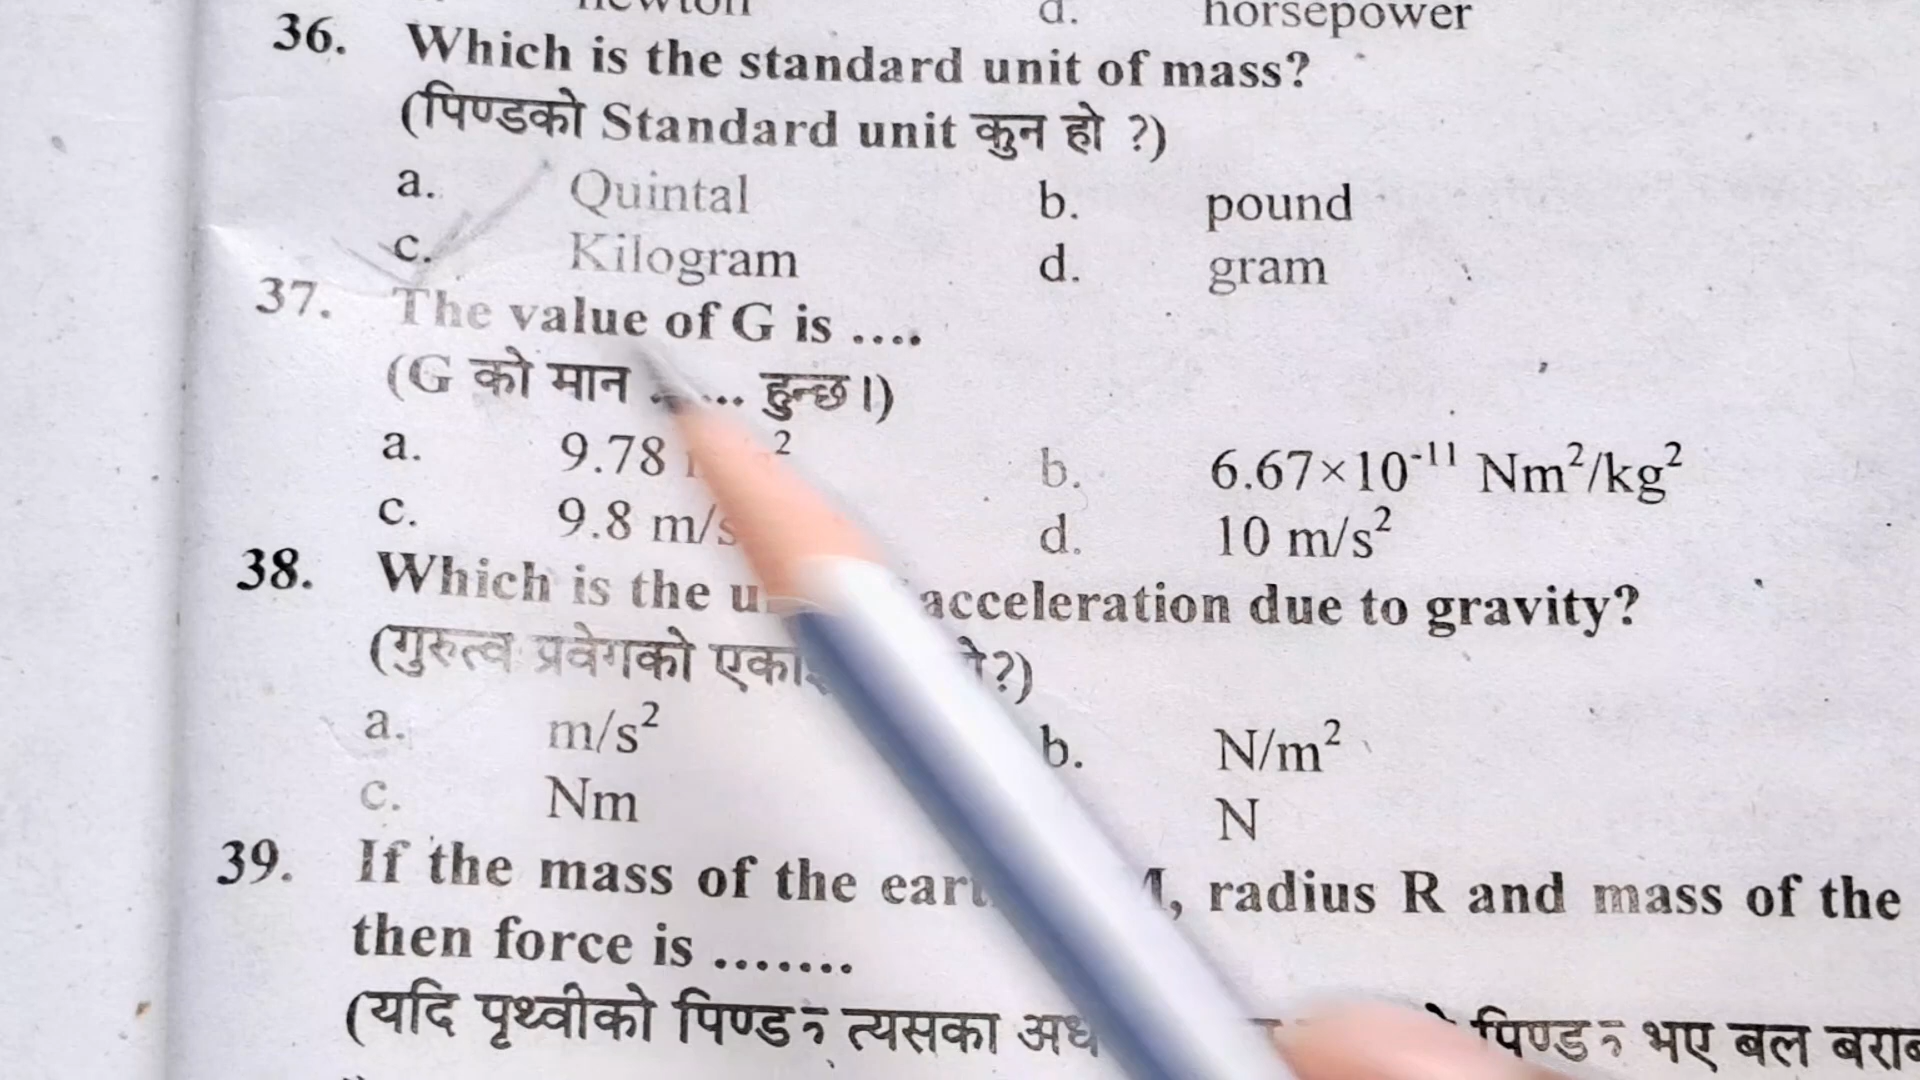 d. horsepower
36. Which is the standard unit of mass?
(पिण्डको Standard unit कुन हो ?)
a. Quintal b. pound
c. Kilogram d. gram
37. The value of G is ....
(G को मान ...... हुन्छ।)
a. 9.78 b. 6.67×10⁻¹¹ Nm²/kg²
c. 9.8 m/s d. 10 m/s²
38. Which is the acceleration due to gravity?
(गुरुत्व प्रवेगको ?)
a. m/s² b. N/m²
c. Nm N
39. If the mass of the , radius R and mass of the
then force is .......
(यदि पृथ्वीको पिण्ड त्यसका पिण्ड भए बल